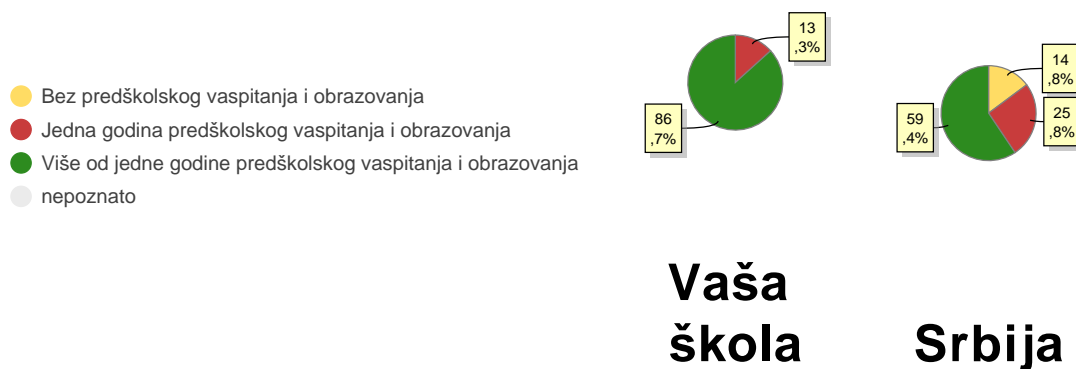 Bez predškolskog vaspitanja i obrazovanja
Jedna godina predškolskog vaspitanja i obrazovanja
Više od jedne godine predškolskog vaspitanja i obrazovanja
nepoznato
13
,3%
86
,7%
Vaša
škola
14
,8%
59
,4%
25
,8%
Srbija